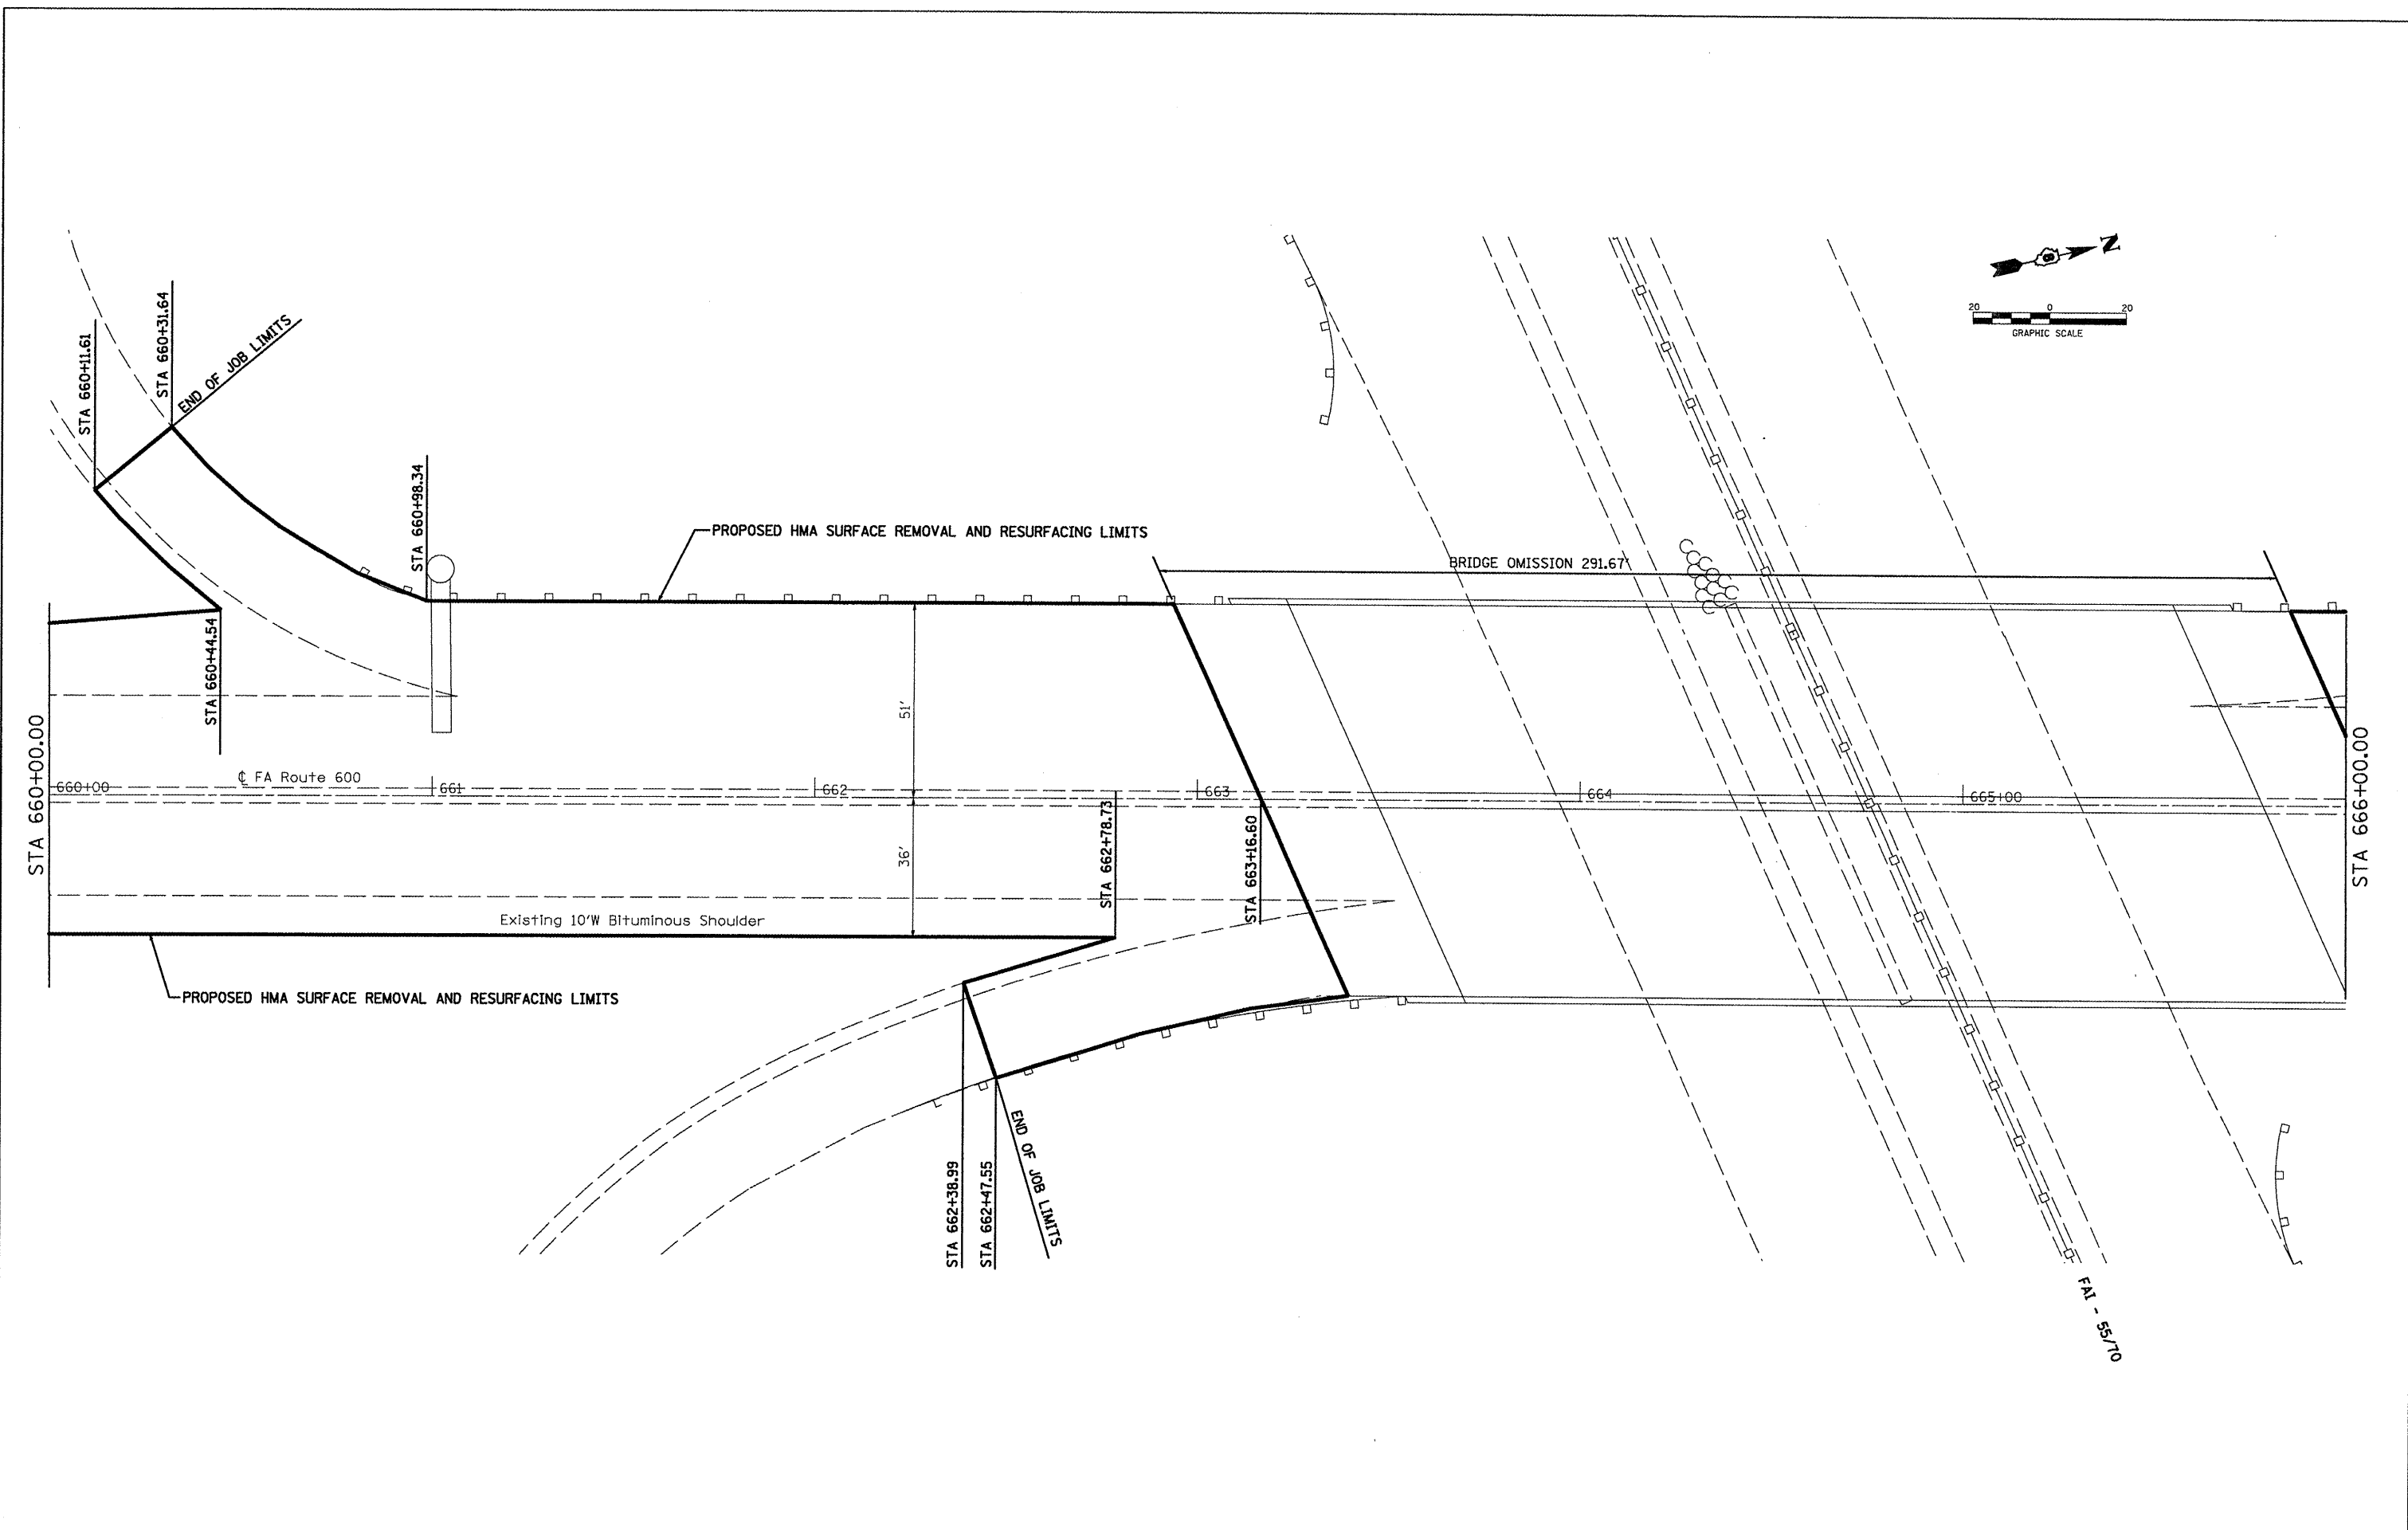 N
20 0 20
GRAPHIC SCALE
STA 660+11.61
STA 660+31.64
END OF JOB LIMITS
STA 660+98.34
PROPOSED HMA SURFACE REMOVAL AND RESURFACING LIMITS
BRIDGE OMISSION 291.67'
STA 660+44.54
51'
STA 660+00.00
℄ FA Route 600
660+00
661
662
663
664
665+00
STA 666+00.00
STA 662+78.73
STA 663+16.60
36'
Existing 10'W Bituminous Shoulder
PROPOSED HMA SURFACE REMOVAL AND RESURFACING LIMITS
STA 662+38.99
STA 662+47.55
END OF JOB LIMITS
FAI - 55/70